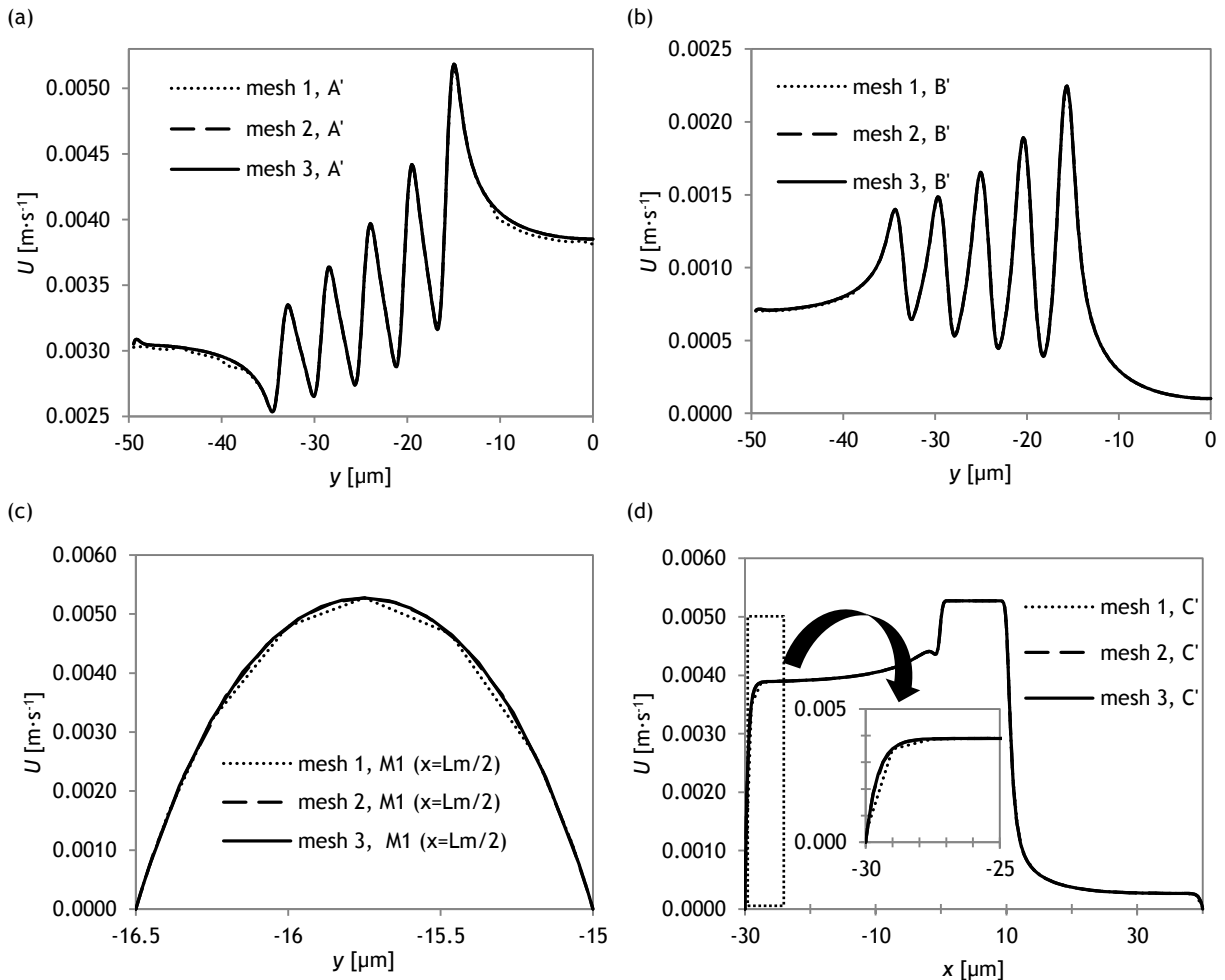 (a)
0.0050
0.0045
0.0040
0.0035
0.0030
0.0025
U [m·s-1]
mesh 1, A'
mesh 2, A'
mesh 3, A'
-50 -40 -30 -20 -10 0
y [µm]
(b)
0.0025
0.0020
0.0015
0.0010
0.0005
0.0000
U [m·s-1]
mesh 1, B'
mesh 2, B'
mesh 3, B'
-50 -40 -30 -20 -10 0
y [µm]
(c)
0.0060
0.0050
0.0040
0.0030
0.0020
0.0010
0.0000
U [m·s-1]
mesh 1, M1 (x=Lm/2)
mesh 2, M1 (x=Lm/2)
mesh 3, M1 (x=Lm/2)
-16.5 -16 -15.5 -15
y [µm]
(d)
0.0060
0.0050
0.0040
0.0030
0.0020
0.0010
0.0000
U [m·s-1]
mesh 1, C'
mesh 2, C'
mesh 3, C'
0.005
0.000
-30 -25
-30 -10 10 30
x [µm]